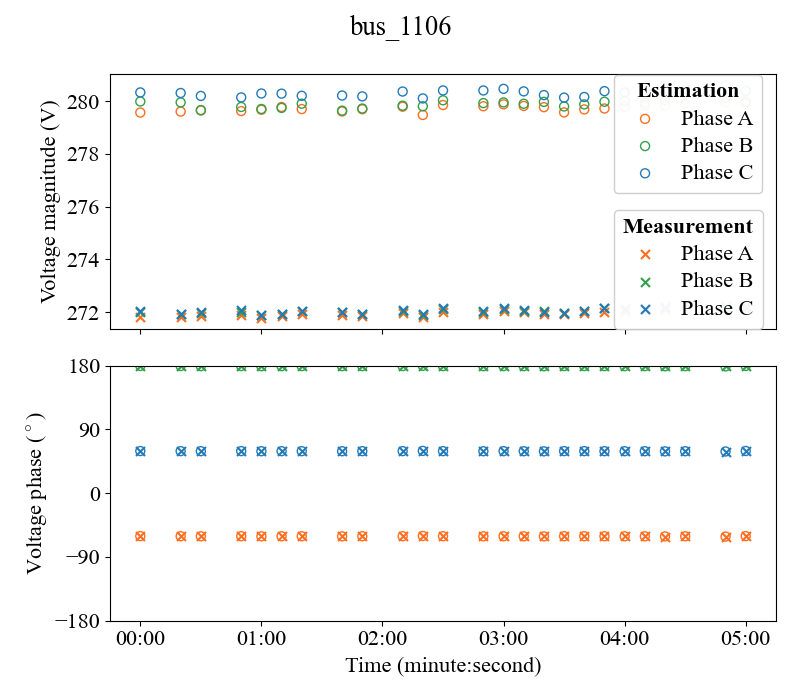 bus_1106
Voltage magnitude (V)
280
278
276
274
272
Estimation
Phase A
Phase B
Phase C
Measurement
Phase A
Phase B
Phase C
Voltage phase (°)
180
90
0
−90
−180
00:00 01:00 02:00 03:00 04:00 05:00
Time (minute:second)